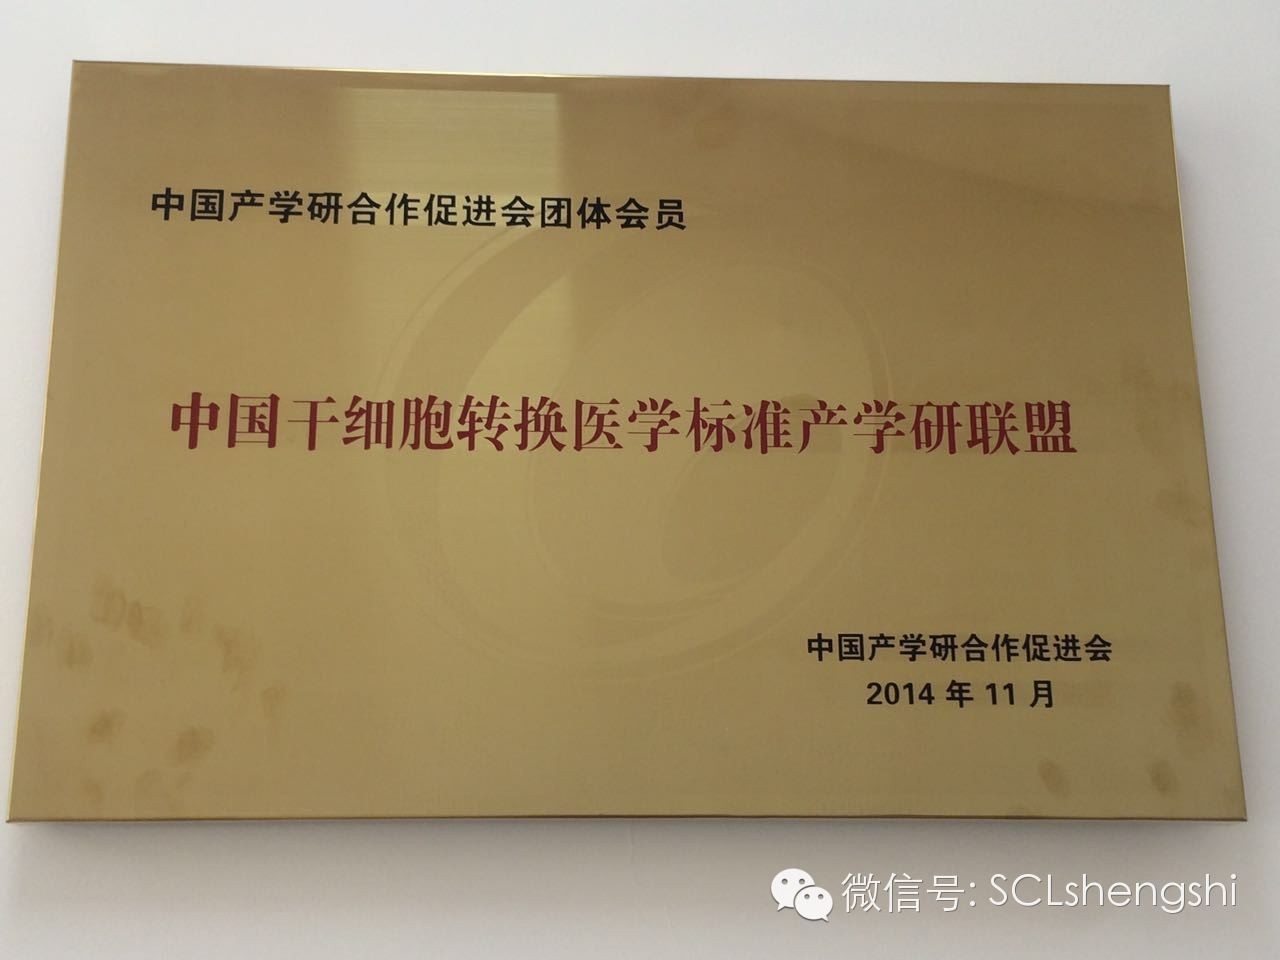 中国产学研合作促进会团体会员
中国干细胞转换医学标准产学研联盟
中国产学研合作促进会
2014 年 11 月
微信号: SCLshengshi